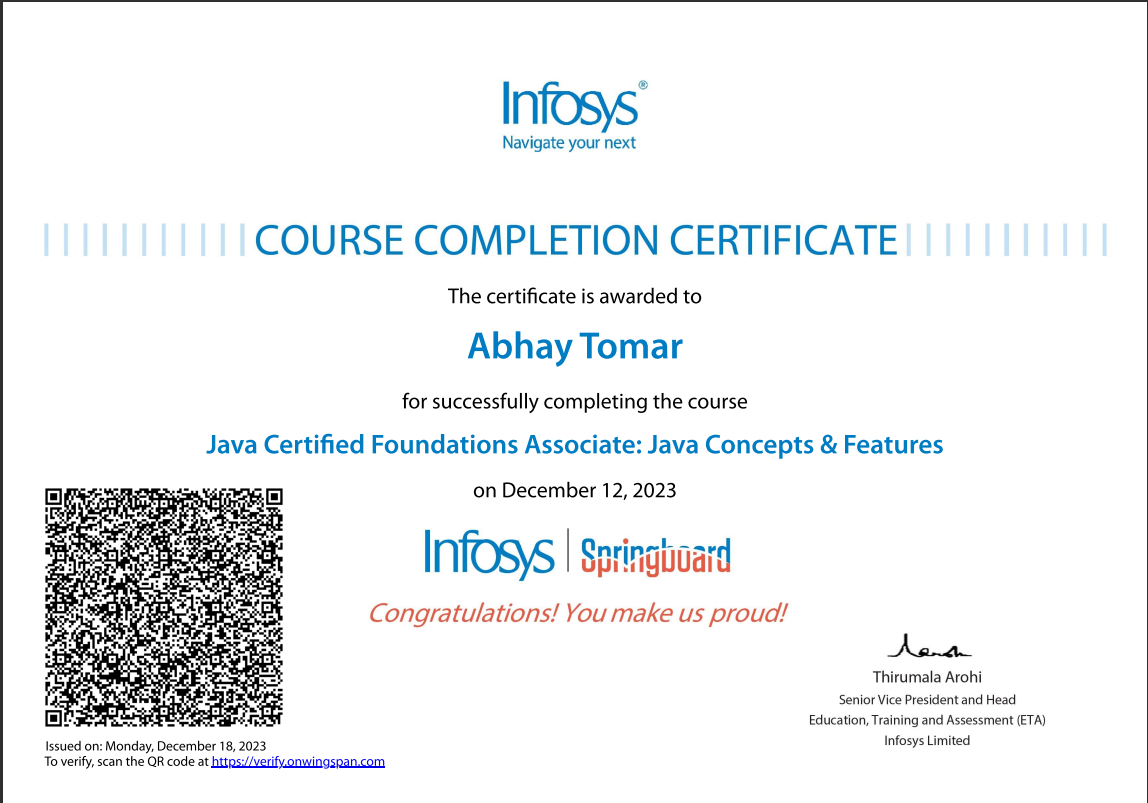 Infosys®
Navigate your next
COURSE COMPLETION CERTIFICATE
The certificate is awarded to
Abhay Tomar
for successfully completing the course
Java Certified Foundations Associate: Java Concepts & Features
on December 12, 2023
Infosys | Springboard
Congratulations! You make us proud!
Thirumala Arohi
Senior Vice President and Head
Education, Training and Assessment (ETA)
Infosys Limited
Issued on: Monday, December 18, 2023
To verify, scan the QR code at https://verify.onwingspan.com